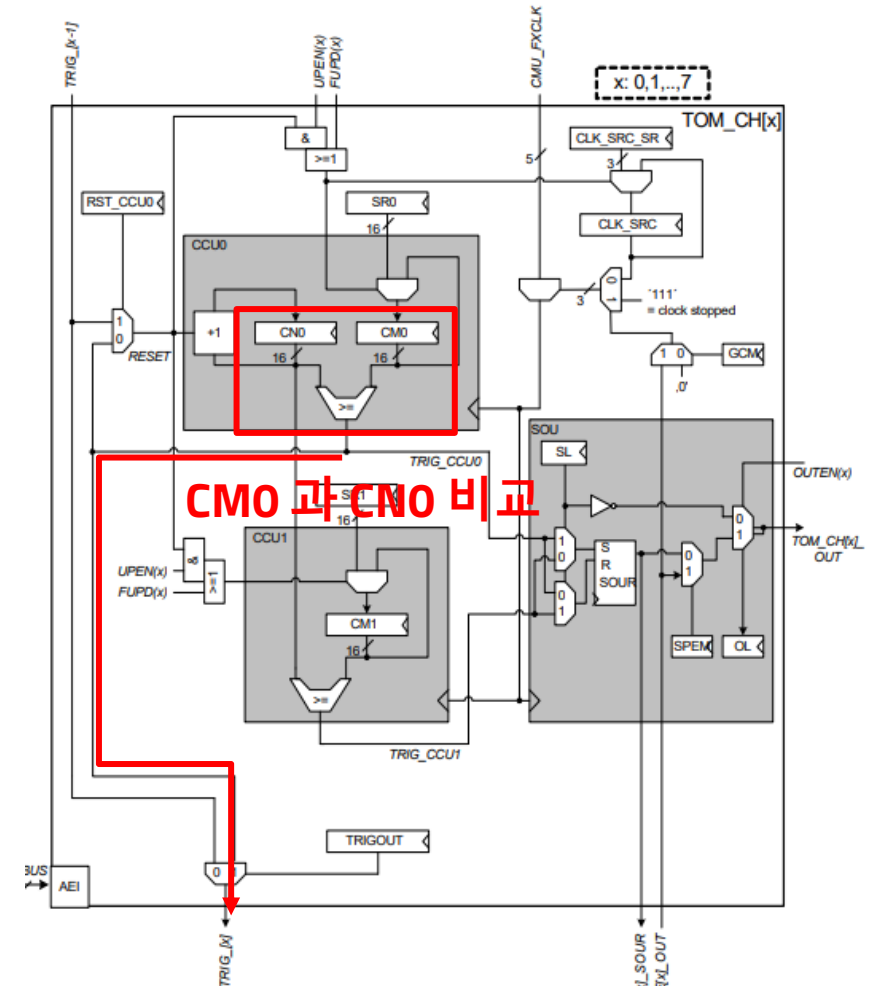 TRIG_[x-1]
UPEN(x)
FUPD(x)
CMU_FXCLK
x: 0,1,..,7
TOM_CH[x]
&
>=1
5
CLK_SRC_SR
3
RST_CCU0
SR0
16
CLK_SRC
CCU0
0
1
3
'111'
= clock stopped
+1
CN0
CM0
1
0
RESET
16
16
1 0
GCM
,0'
>=
SOU
TRIG_CCU0
SL
OUTEN(x)
CM0 과 CN0 비교
16
0
1
TOM_CH[x]_
OUT
CCU1
&
>=1
UPEN(x)
FUPD(x)
1
0
S
R
SOUR
0
1
0
1
CM1
16
SPEM
OL
>=
TRIG_CCU1
TRIGOUT
0
BUS
AEI
TRIG_[x]
]_SOUR
[x]_OUT